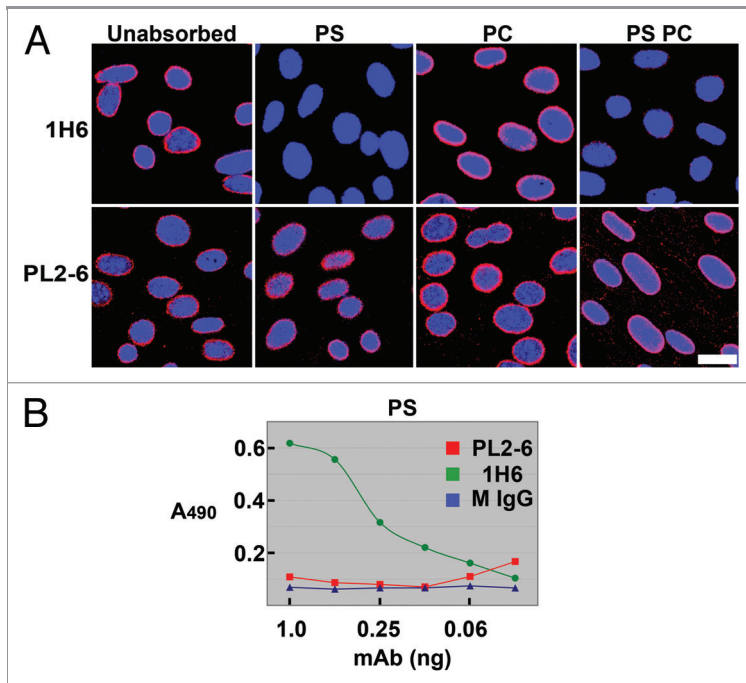 A
Unabsorbed PS PC PS PC
1H6
PL2-6
B
PS
0.6
0.4
0.2
A490
PL2-6
1H6
M IgG
1.0 0.25 0.06
mAb (ng)